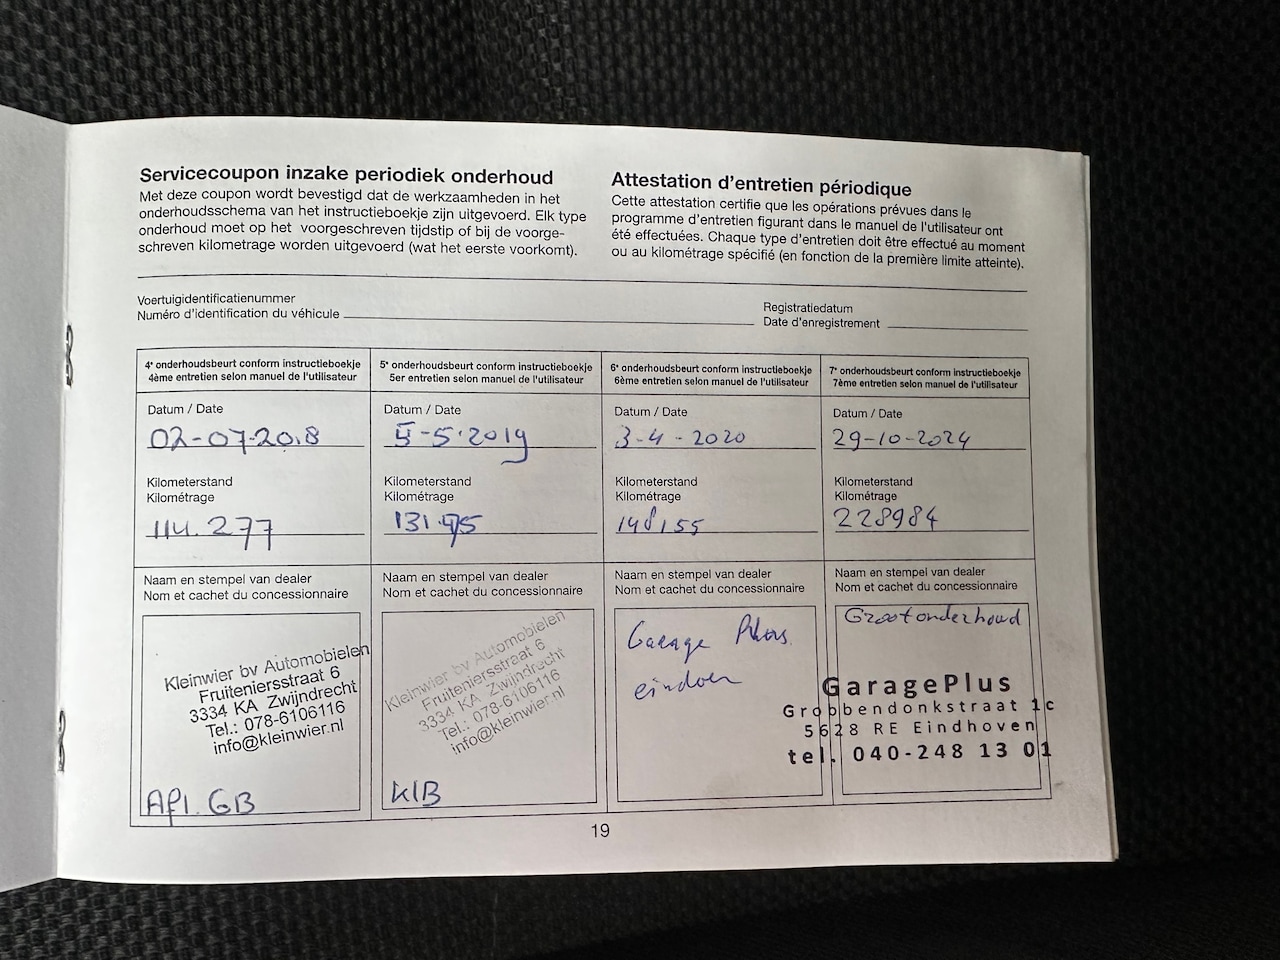 Servicecoupon inzake periodiek onderhoud
Met deze coupon wordt bevestigd dat de werkzaamheden in het
onderhoudsschema van het instructieboekje zijn uitgevoerd. Elk type
onderhoud moet op het voorgeschreven tijdstip of bij de voorge-
schreven kilometrage worden uitgevoerd (wat het eerste voorkomt).
Attestation d'entretien périodique
Cette attestation certifie que les opérations prévues dans le
programme d'entretien figurant dans le manuel de l'utilisateur ont
été effectuées. Chaque type d'entretien doit être effectué au moment
ou au kilométrage spécifié (en fonction de la première limite atteinte).
Voertuigidentificatienummer
Numéro d'identification du véhicule
Registratiedatum
Date d'enregistrement
4e onderhoudsbeurt conform instructieboekje
4ème entretien selon manuel de l'utilisateur
Datum / Date
02-07-2018
Kilometerstand
Kilométrage
114.277
Naam en stempel van dealer
Nom et cachet du concessionnaire
Kleinwier bv Automobielen
Fruiteniersstraat 6
3334 KA Zwijndrecht
Tel.: 078-6106116
info@kleinwier.nl
Afl. GB
5e onderhoudsbeurt conform instructieboekje
5er entretien selon manuel de l'utilisateur
Datum / Date
5-5-2019
Kilometerstand
Kilométrage
Naam en stempel van dealer
Nom et cachet du concessionnaire
Kleinwier bv Automobielen
Fruiteniersstraat 6
3334 KA Zwijndrecht
Tel.: 078-6106116
info@kleinwier.nl
KlB
6e onderhoudsbeurt conform instructieboekje
6ème entretien selon manuel de l'utilisateur
Datum / Date
3-4-2020
Kilometerstand
Kilométrage
148155
Naam en stempel van dealer
Nom et cachet du concessionnaire
Garage
7e onderhoudsbeurt conform instructieboekje
7ème entretien selon manuel de l'utilisateur
Datum / Date
29-10-2024
Kilometerstand
Kilométrage
228984
Naam en stempel van dealer
Nom et cachet du concessionnaire
Grootonderhoud
GaragePlus
Grobbendonkstraat 1c
5628 RE Eindhoven
tel. 040-248 13 01
19